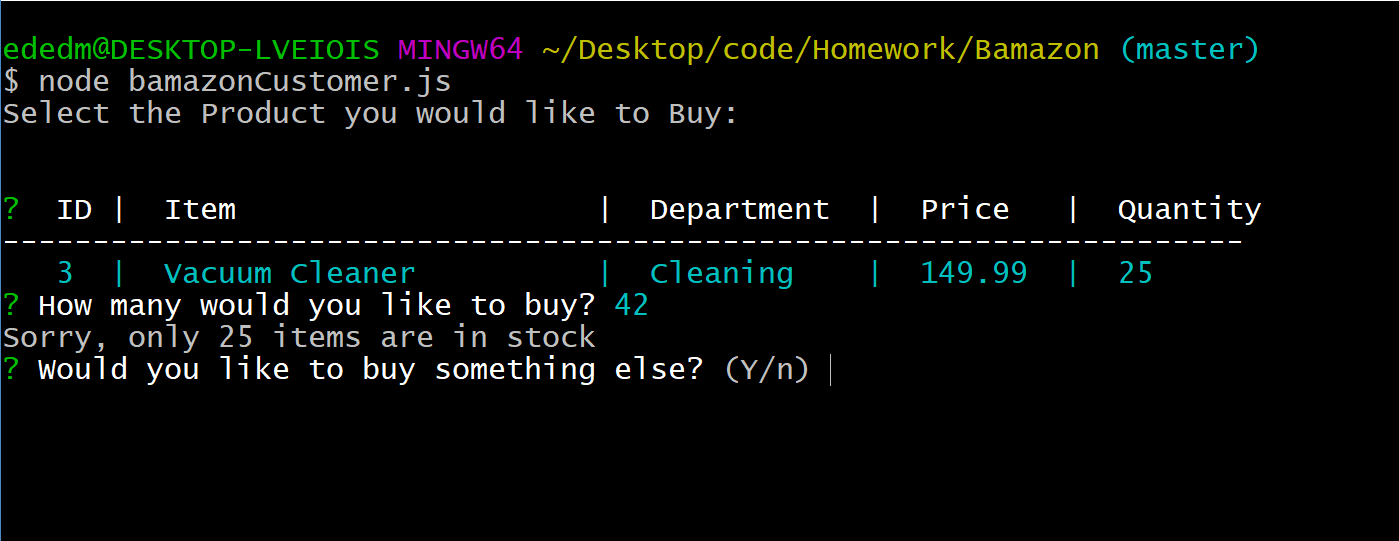 ededm@DESKTOP-LVEIOIS MINGW64 ~/Desktop/code/Homework/Bamazon (master)
$ node bamazonCustomer.js
Select the Product you would like to Buy:
?  ID |  Item                    |  Department  |  Price   |  Quantity
---------------------------------------------------------------------
   3  |  Vacuum Cleaner          |  Cleaning    |  149.99  |  25
? How many would you like to buy? 42
Sorry, only 25 items are in stock
? Would you like to buy something else? (Y/n)